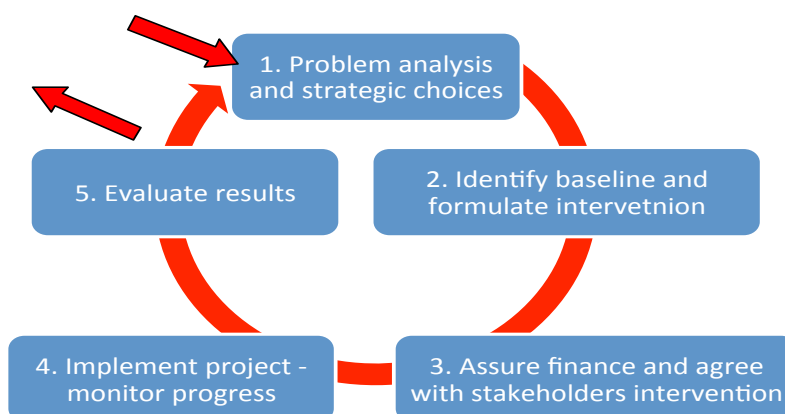 1. Problem analysis
and strategic choices
2. Identify baseline and
formulate intervetnion
3. Assure finance and agree
with stakeholders intervention
4. Implement project -
monitor progress
5. Evaluate results